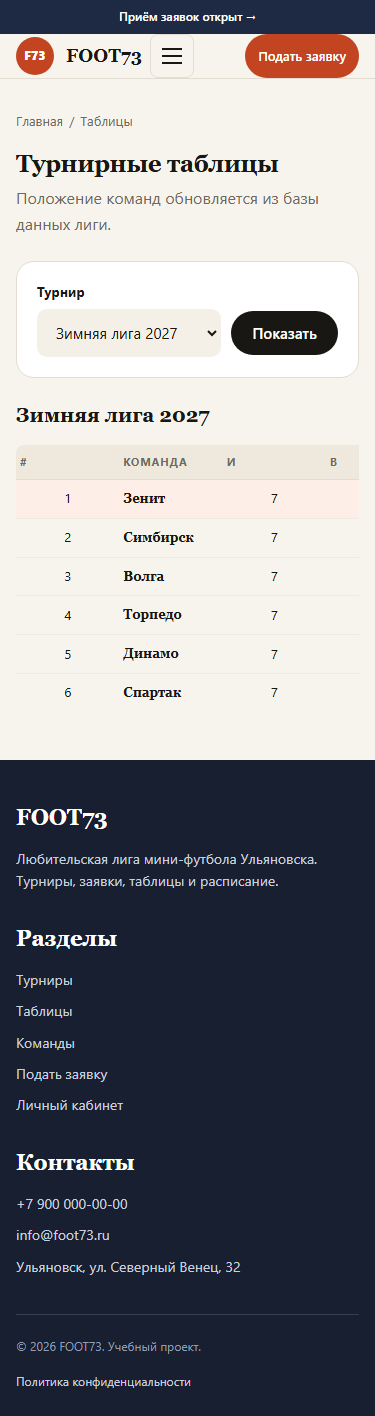 Приём заявок открыт →
F73 FOOT73 Подать заявку
Главная / Таблицы
Турнирные таблицы
Положение команд обновляется из базы
данных лиги.
Турнир
Зимняя лига 2027 Показать
Зимняя лига 2027
# КОМАНДА И В
1 Зенит 7
2 Симбирск 7
3 Волга 7
4 Торпедо 7
5 Динамо 7
6 Спартак 7
FOOT73
Любительская лига мини-футбола Ульяновска.
Турниры, заявки, таблицы и расписание.
Разделы
Турниры
Таблицы
Команды
Подать заявку
Личный кабинет
Контакты
+7 900 000-00-00
info@foot73.ru
Ульяновск, ул. Северный Венец, 32
© 2026 FOOT73. Учебный проект.
Политика конфиденциальности